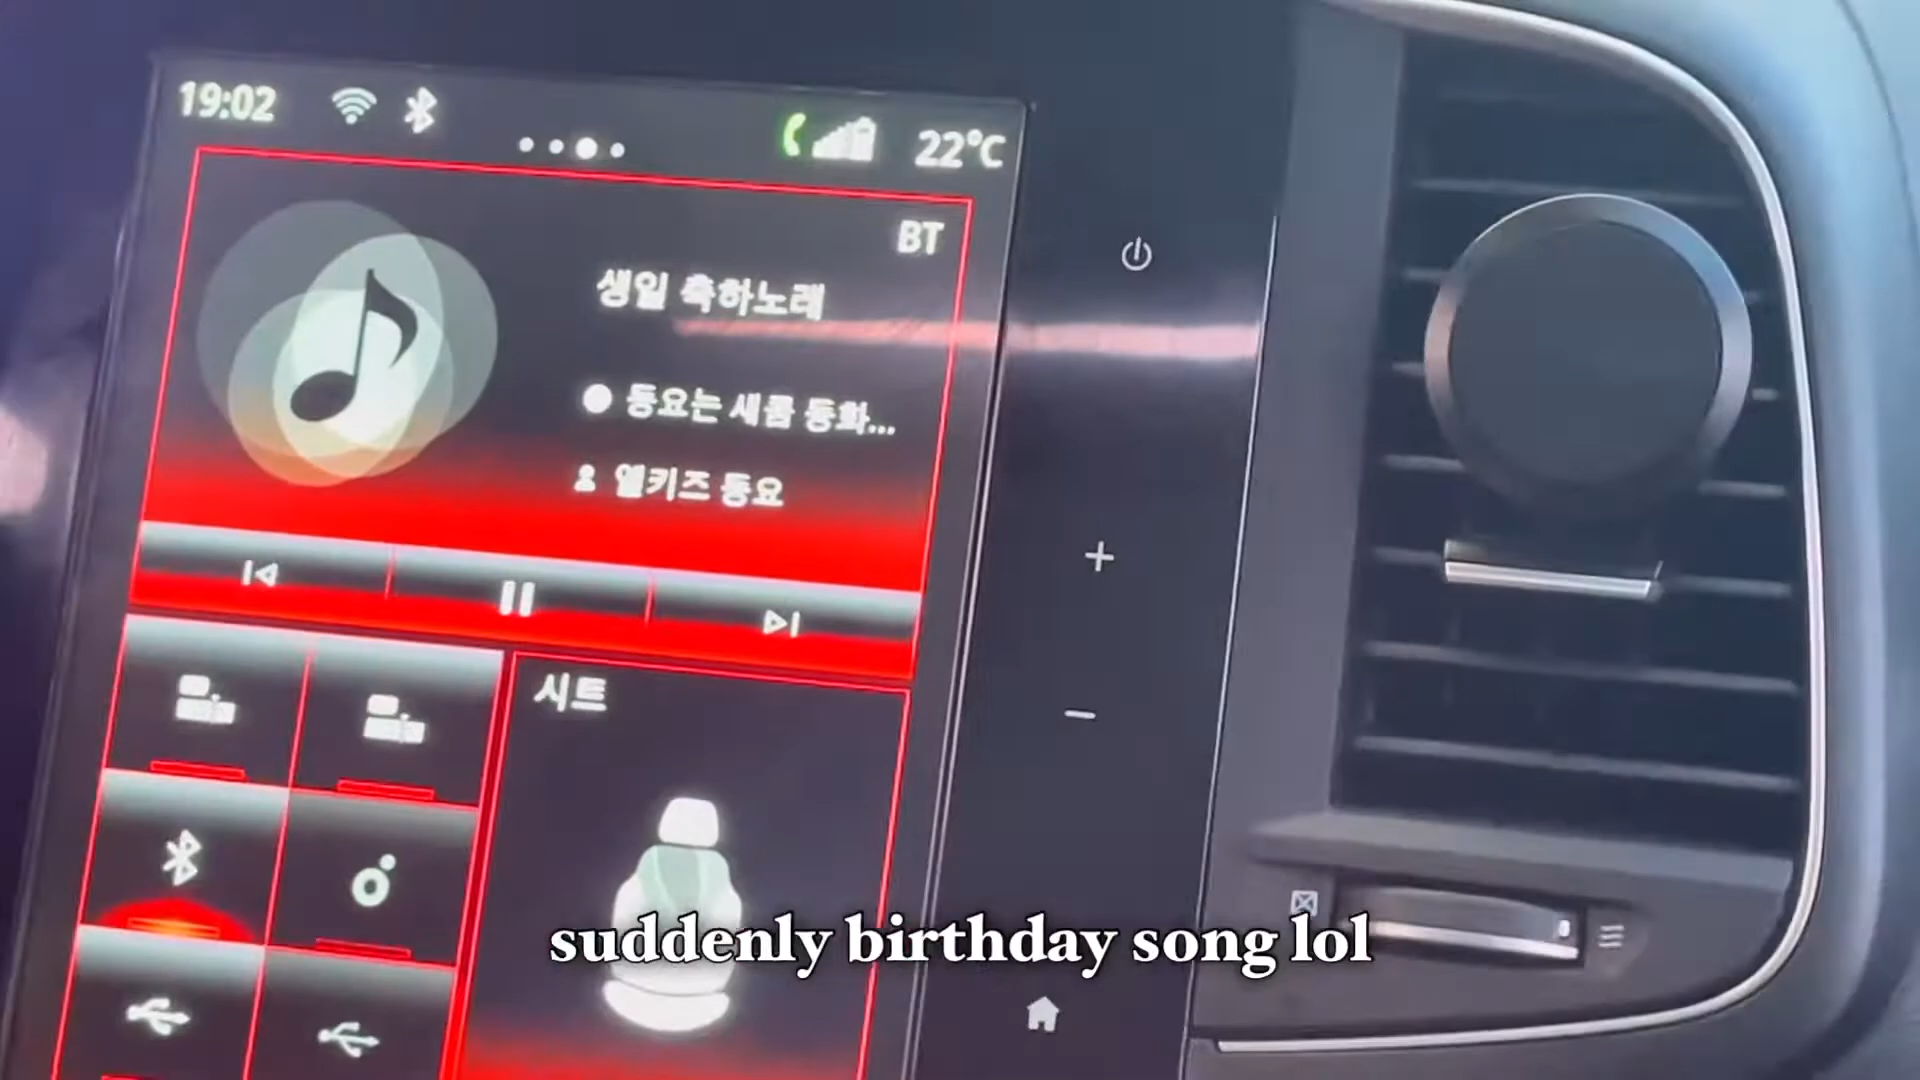 19:02
22°C
BT
생일 축하노래
동요는 새콤 동화...
엘키즈 동요
시트
suddenly birthday song lol